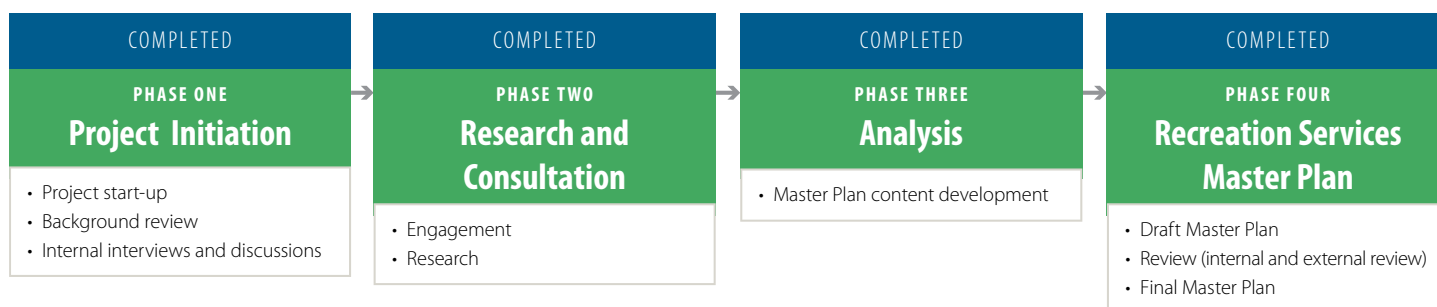 COMPLETED
PHASE ONE
Project Initiation
• Project start-up
• Background review
• Internal interviews and discussions
COMPLETED
PHASE TWO
Research and
Consultation
• Engagement
• Research
COMPLETED
PHASE THREE
Analysis
• Master Plan content development
COMPLETED
PHASE FOUR
Recreation Services
Master Plan
• Draft Master Plan
• Review (internal and external review)
• Final Master Plan